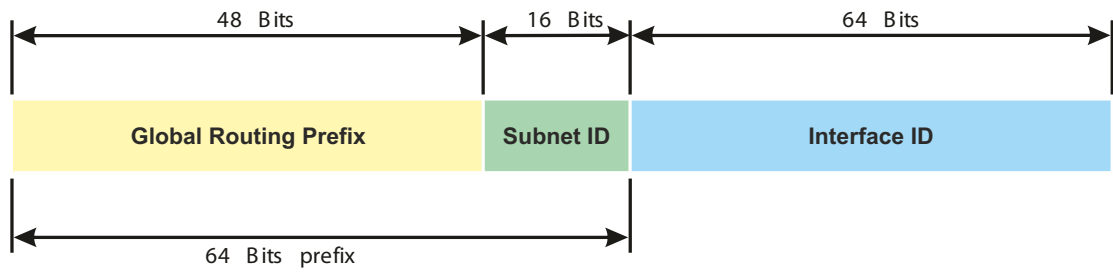 48 Bits
16 Bits
64 Bits
Global Routing Prefix
Subnet ID
Interface ID
64 Bits prefix